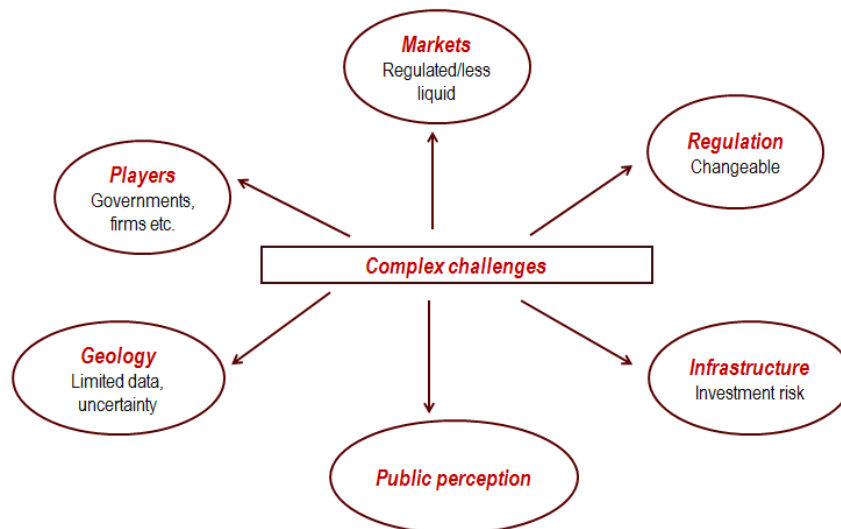 Markets
Regulated/less
liquid
Regulation
Changeable
Players
Governments,
firms etc.
Complex challenges
Geology
Limited data,
uncertainty
Infrastructure
Investment risk
Public perception